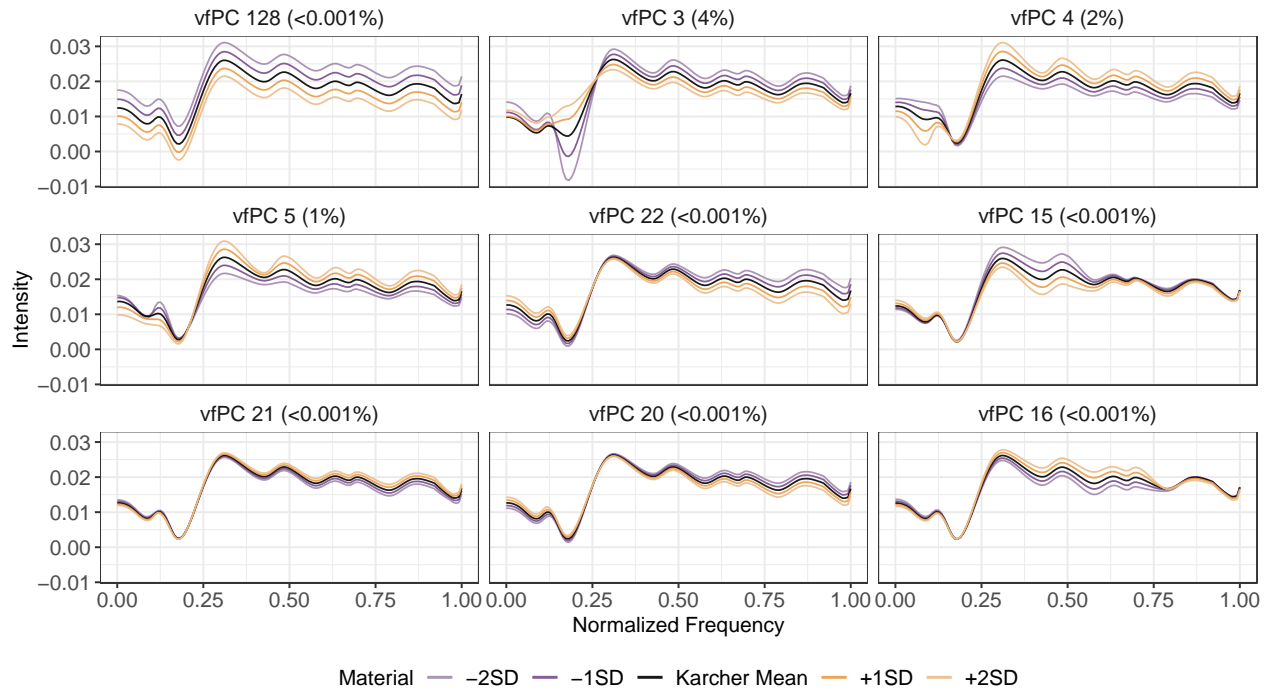 vfPC 128 (<0.001%) vfPC 3 (4%) vfPC 4 (2%)
0.03
0.02
0.01
0.00
−0.01
vfPC 5 (1%) vfPC 22 (<0.001%) vfPC 15 (<0.001%)
0.03
0.02
0.01
0.00
−0.01
Intensity
vfPC 21 (<0.001%) vfPC 20 (<0.001%) vfPC 16 (<0.001%)
0.03
0.02
0.01
0.00
−0.01
0.00 0.25 0.50 0.75 1.00 0.00 0.25 0.50 0.75 1.00 0.00 0.25 0.50 0.75 1.00
Normalized Frequency
Material −2SD −1SD Karcher Mean +1SD +2SD